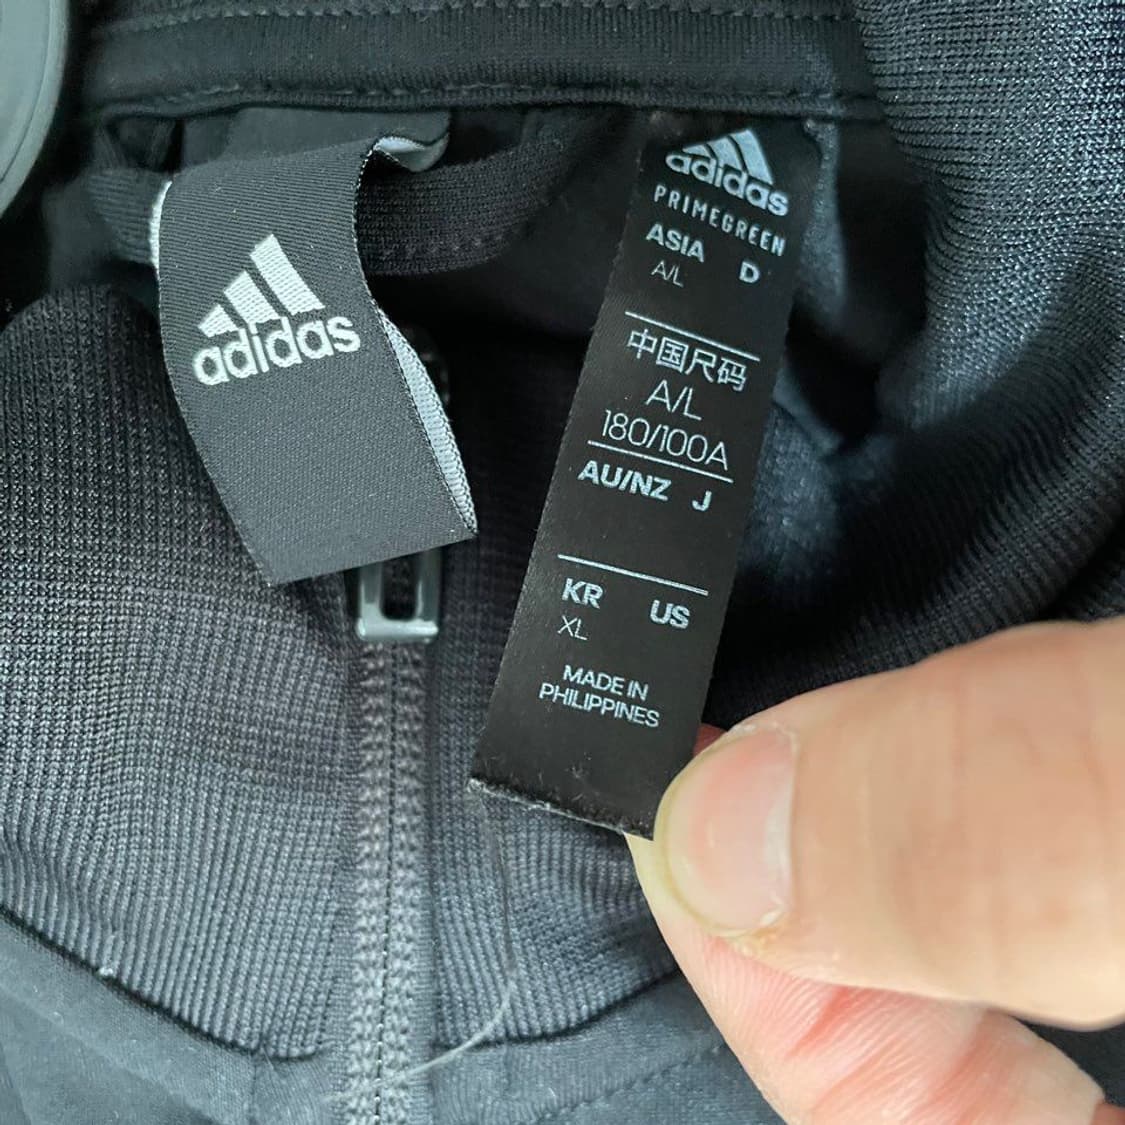 adidas
adidas
PRIMEGREEN
ASIA D
A/L
中国尺码
A/L
180/100A
AU/NZ J
KR US
XL
MADE IN
PHILIPPINES